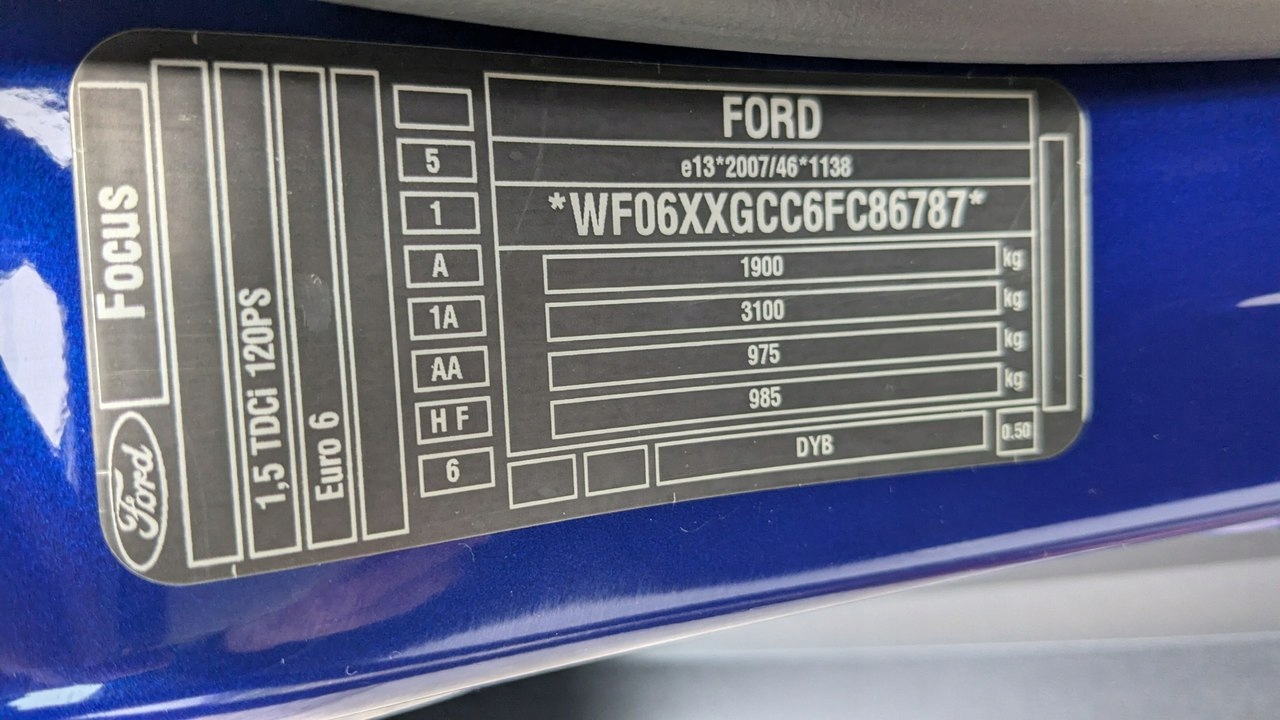 Ford
Focus
1,5 TDCi 120PS
Euro 6
5
1
A
1A
AA
H F
6
FORD
e13*2007/46*1138
*WF06XXGCC6FC86787*
1900 kg
3100 kg
975 kg
985 kg
DYB
0.50